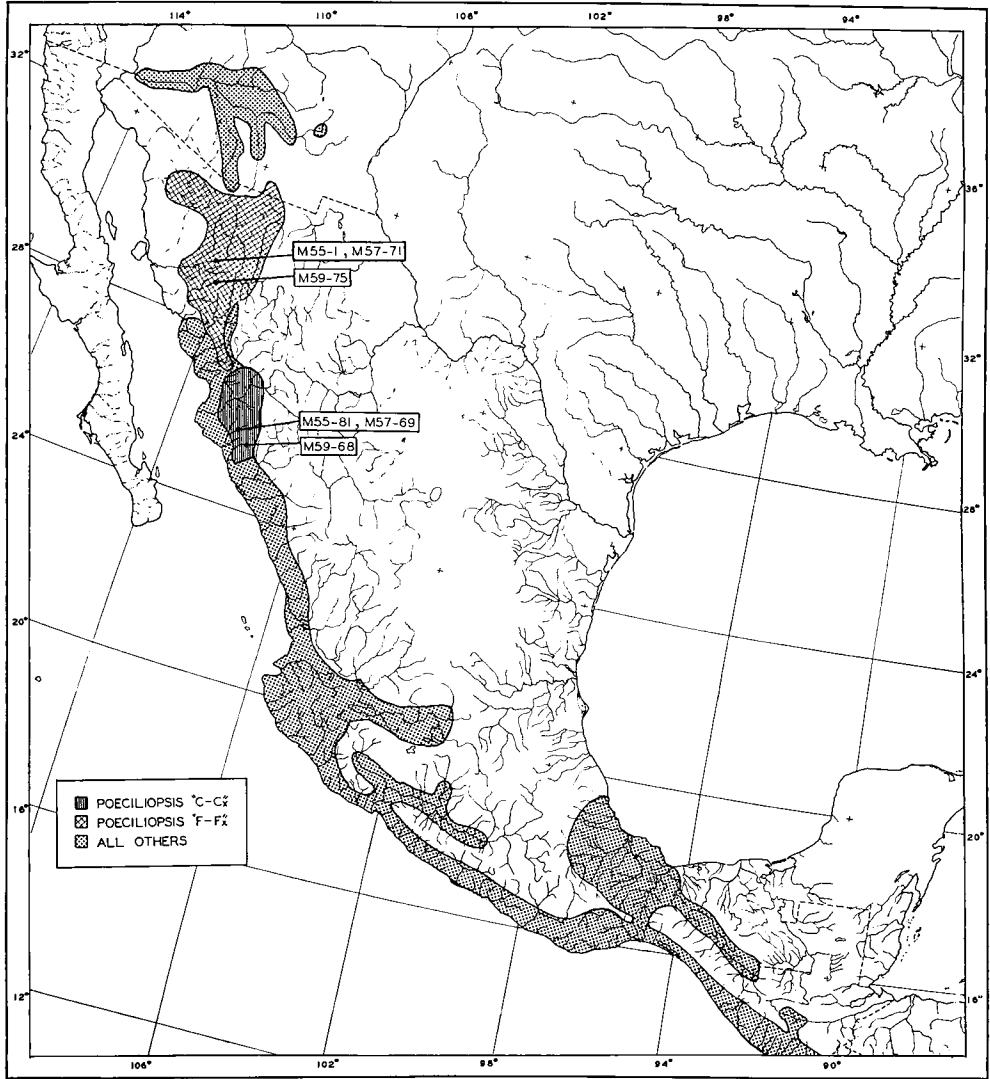 114° 110° 106° 102° 98° 94°
32°
36°
28°
M55-1, M57-71
M59-75
32°
M55-81, M57-69
M59-68
24°
28°
20°
24°
POECILIOPSIS "C-Cx"
POECILIOPSIS "F-Fx"
ALL OTHERS
16°
20°
12°
16°
106° 102° 98° 94° 90°